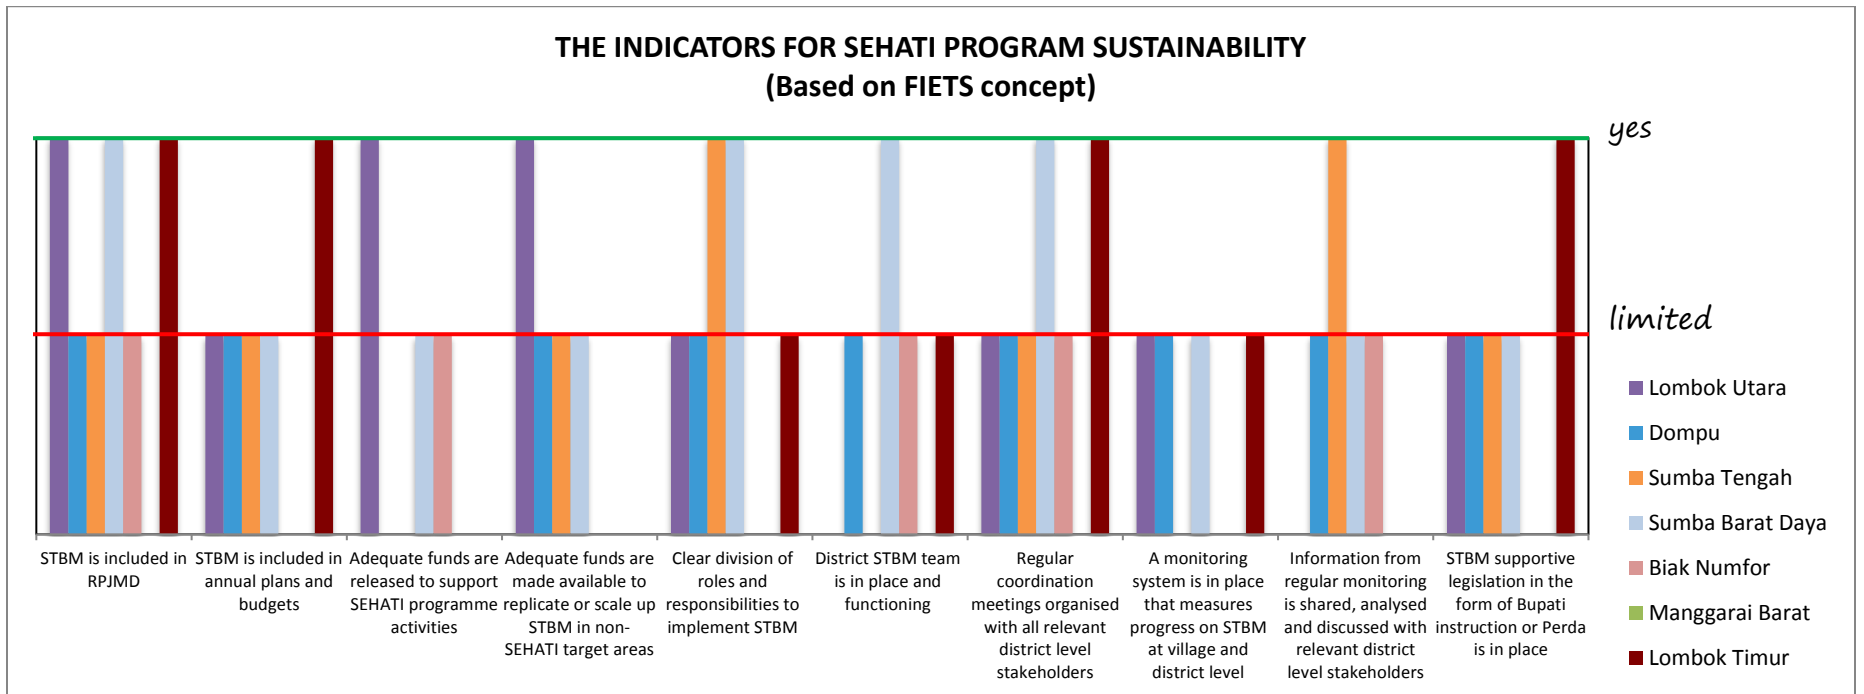 THE INDICATORS FOR SEHATI PROGRAM SUSTAINABILITY
(Based on FIETS concept)
yes
limited
STBM is included in
RPJMD
STBM is included in
annual plans and
budgets
Adequate funds are
released to support
SEHATI programme
activities
Adequate funds are
made available to
replicate or scale up
STBM in non-
SEHATI target areas
Clear division of
roles and
responsibilities to
implement STBM
District STBM team
is in place and
functioning
Regular
coordination
meetings organised
with all relevant
district level
stakeholders
A monitoring
system is in place
that measures
progress on STBM
at village and
district level
Information from
regular monitoring
is shared, analysed
and discussed with
relevant district
level stakeholders
STBM supportive
legislation in the
form of Bupati
instruction or Perda
is in place
Lombok Utara
Dompu
Sumba Tengah
Sumba Barat Daya
Biak Numfor
Manggarai Barat
Lombok Timur